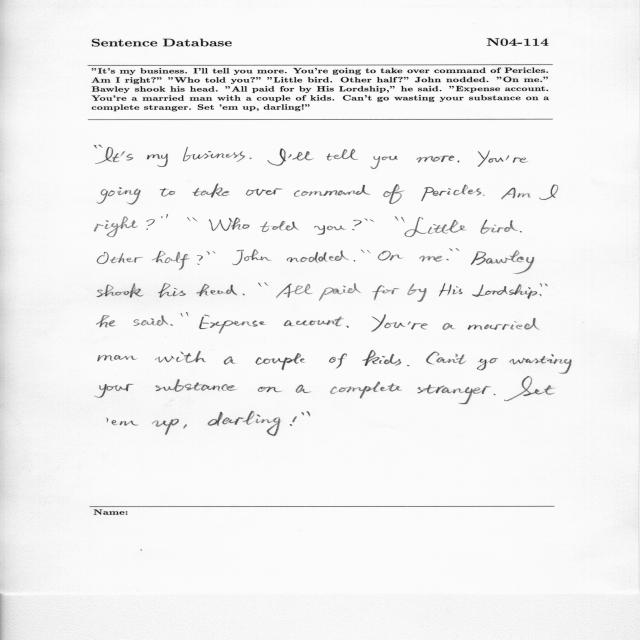 Sentence Database N04-114
"It's my business. I'll tell you more. You're going to take over command of Pericles.
Am I right?" "Who told you?" "Little bird. Other half?" John nodded. "On me."
Bawley shook his head. "All paid for by His Lordship," he said. "Expense account.
You're a married man with a couple of kids. Can't go wasting your substance on a
complete stranger. Set 'em up, darling!"
"It's my business. I'll tell you more. You're
going to take over command of Pericles. Am I
right?" "Who told you?" "Little bird.
Other half?" John nodded. "On me." Bawley
shook his head. "All paid for by His Lordship."
he said. "Expense account. You're a married
man with a couple of kids. Can't go wasting
your substance on a complete stranger. Set
'em up, darling!"
Name: